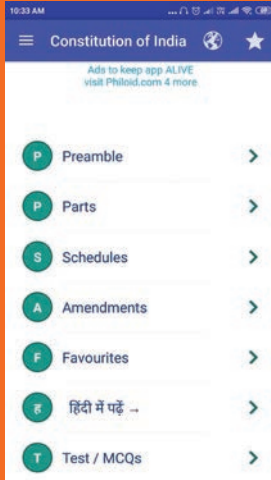 10:33 AM
Constitution of India
Ads to keep app ALIVE
visit Philoid.com 4 more
P Preamble
P Parts
S Schedules
A Amendments
F Favourites
ह हिंदी में पढ़ें →
T Test / MCQs